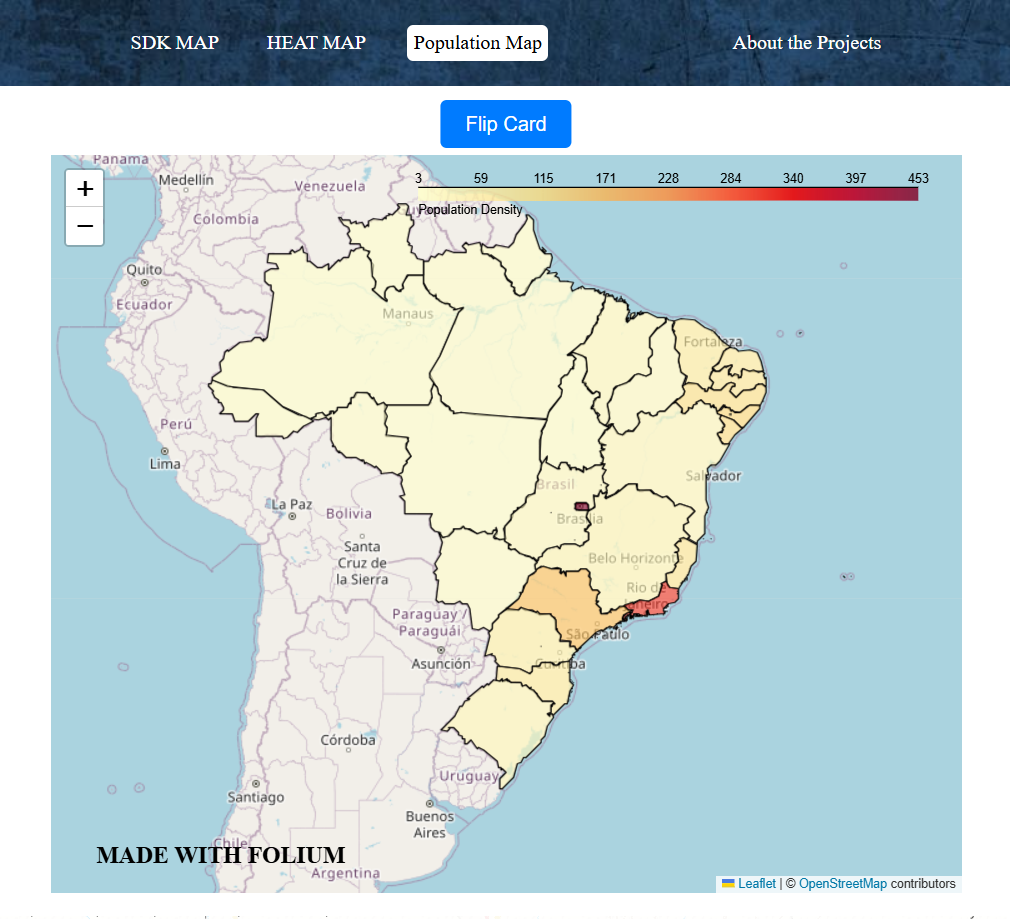 SDK MAP
HEAT MAP
Population Map
About the Projects
Flip Card
+
−
3 59 115 171 228 284 340 397 453
Population Density
Panama
Medellín
Venezuela
Colombia
Quito
Ecuador
Manaus
Fortaleza
Perú
Lima
Brasil
Salvador
La Paz
Bolivia
Brasília
Santa
Cruz de
la Sierra
Belo Horizonte
Rio de
Janeiro
Paraguay /
Paraguái
São Paulo
Asunción
Curitiba
Córdoba
Uruguay
Santiago
Buenos
Aires
Chile
MADE WITH FOLIUM
Argentina
Leaflet | © OpenStreetMap contributors